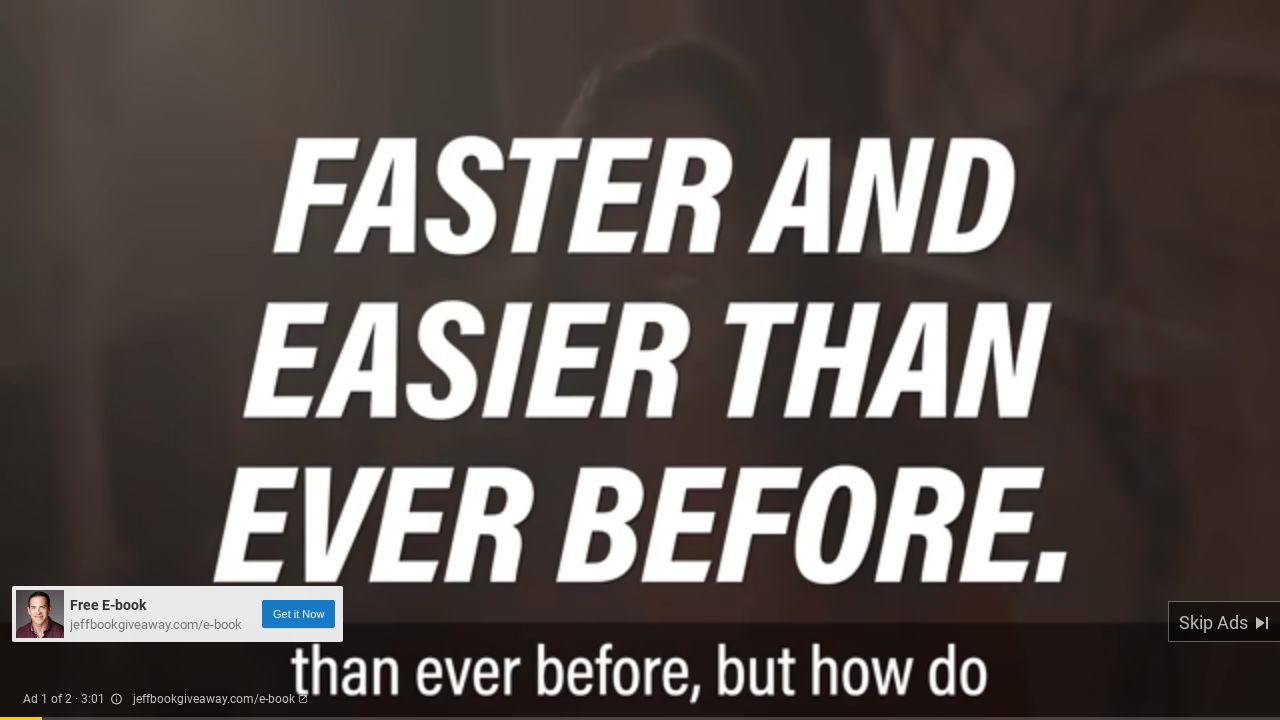 FASTER AND
EASIER THAN
EVER BEFORE.
Free E-book
jeffbookgiveaway.com/e-book
Get it Now
Skip Ads
than ever before, but how do
Ad 1 of 2 · 3:01
jeffbookgiveaway.com/e-book